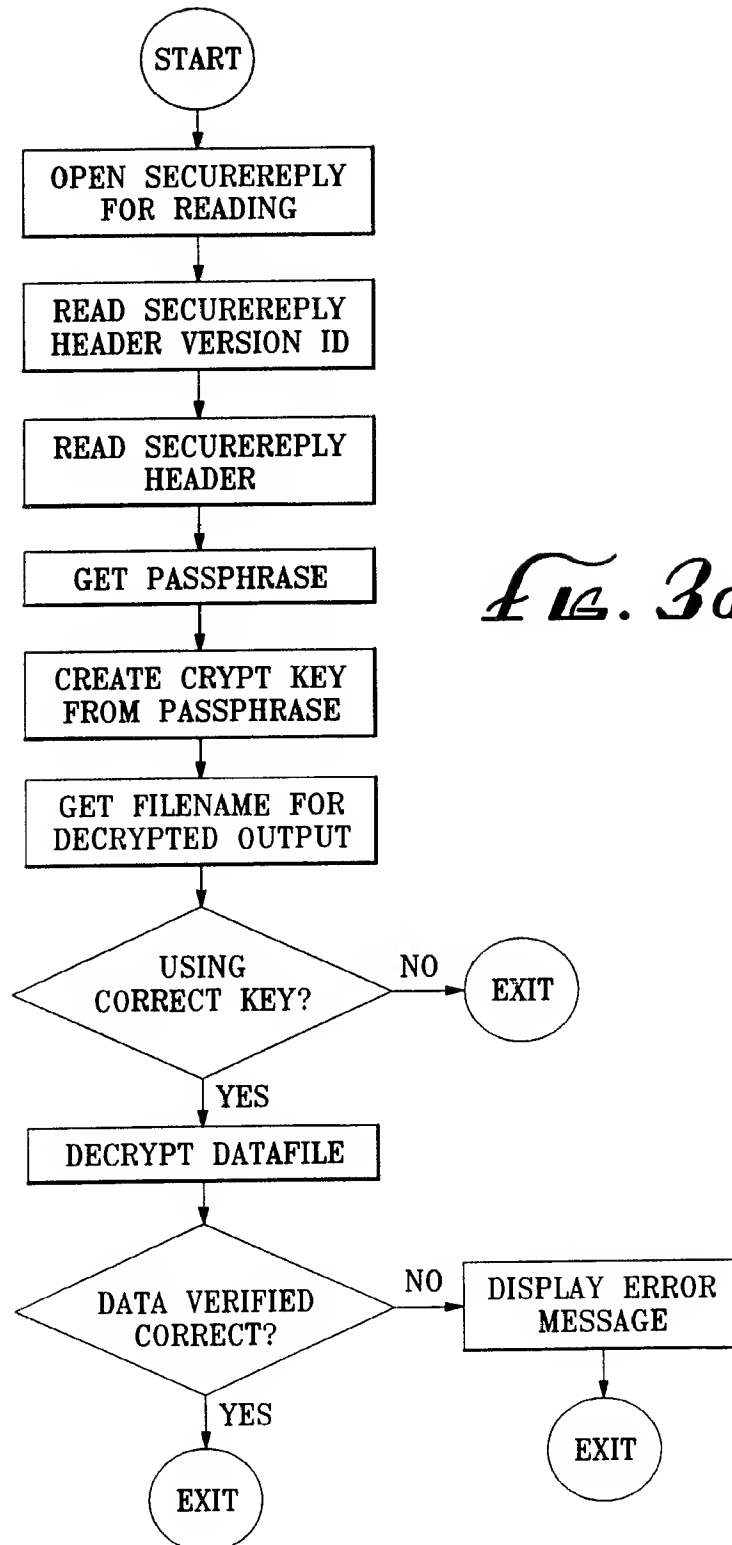 START
OPEN SECUREREPLY
FOR READING
READ SECUREREPLY
HEADER VERSION ID
READ SECUREREPLY
HEADER
GET PASSPHRASE
FIG. 3a
CREATE CRYPT KEY
FROM PASSPHRASE
GET FILENAME FOR
DECRYPTED OUTPUT
USING
CORRECT KEY?
NO
EXIT
YES
DECRYPT DATAFILE
DATA VERIFIED
CORRECT?
NO
DISPLAY ERROR
MESSAGE
YES
EXIT
EXIT